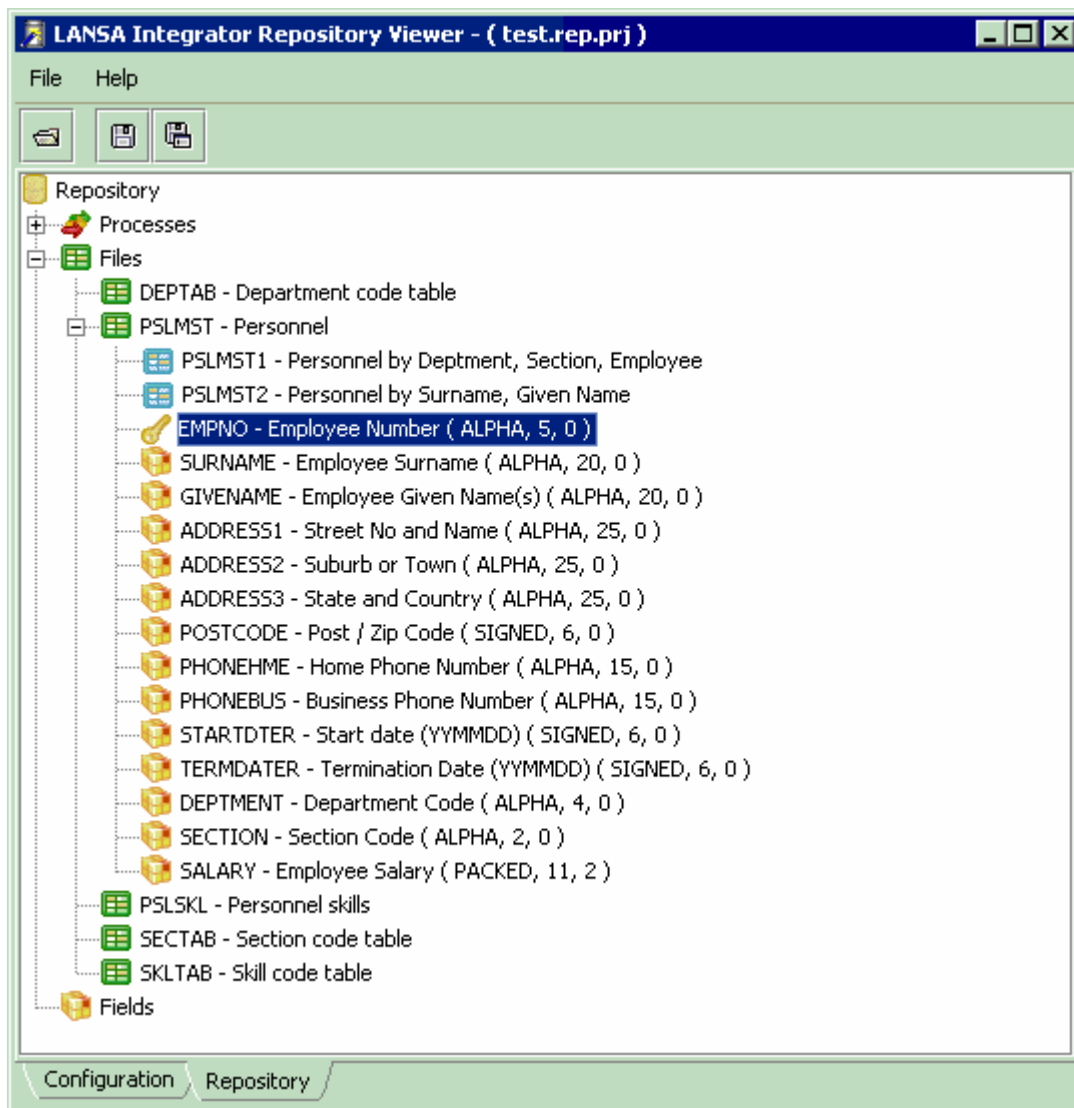 LANSA Integrator Repository Viewer - ( test.rep.prj )
File Help
Repository
Processes
Files
DEPTAB - Department code table
PSLMST - Personnel
PSLMST1 - Personnel by Deptment, Section, Employee
PSLMST2 - Personnel by Surname, Given Name
EMPNO - Employee Number ( ALPHA, 5, 0 )
SURNAME - Employee Surname ( ALPHA, 20, 0 )
GIVENAME - Employee Given Name(s) ( ALPHA, 20, 0 )
ADDRESS1 - Street No and Name ( ALPHA, 25, 0 )
ADDRESS2 - Suburb or Town ( ALPHA, 25, 0 )
ADDRESS3 - State and Country ( ALPHA, 25, 0 )
POSTCODE - Post / Zip Code ( SIGNED, 6, 0 )
PHONEHME - Home Phone Number ( ALPHA, 15, 0 )
PHONEBUS - Business Phone Number ( ALPHA, 15, 0 )
STARTDTER - Start date (YYMMDD) ( SIGNED, 6, 0 )
TERMDATER - Termination Date (YYMMDD) ( SIGNED, 6, 0 )
DEPTMENT - Department Code ( ALPHA, 4, 0 )
SECTION - Section Code ( ALPHA, 2, 0 )
SALARY - Employee Salary ( PACKED, 11, 2 )
PSLSKL - Personnel skills
SECTAB - Section code table
SKLTAB - Skill code table
Fields
Configuration Repository